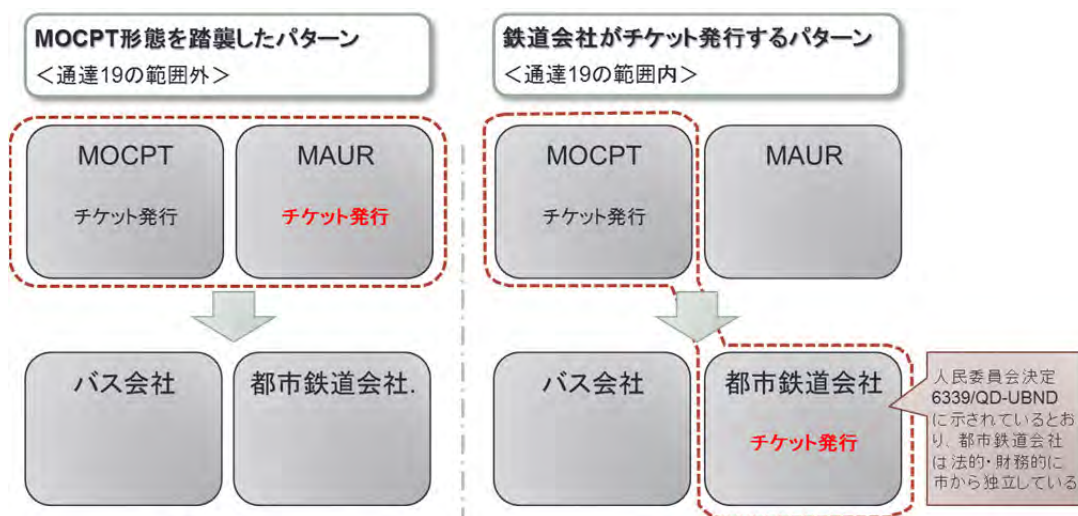 MOCPT形態を踏襲したパターン
＜通達19の範囲外＞
MOCPT
チケット発行
MAUR
チケット発行
バス会社
都市鉄道会社.
鉄道会社がチケット発行するパターン
＜通達19の範囲内＞
MOCPT
チケット発行
MAUR
バス会社
都市鉄道会社
チケット発行
人民委員会決定
6339/QD-UBND
に示されているとお
り、都市鉄道会社
は法的・財務的に
市から独立している